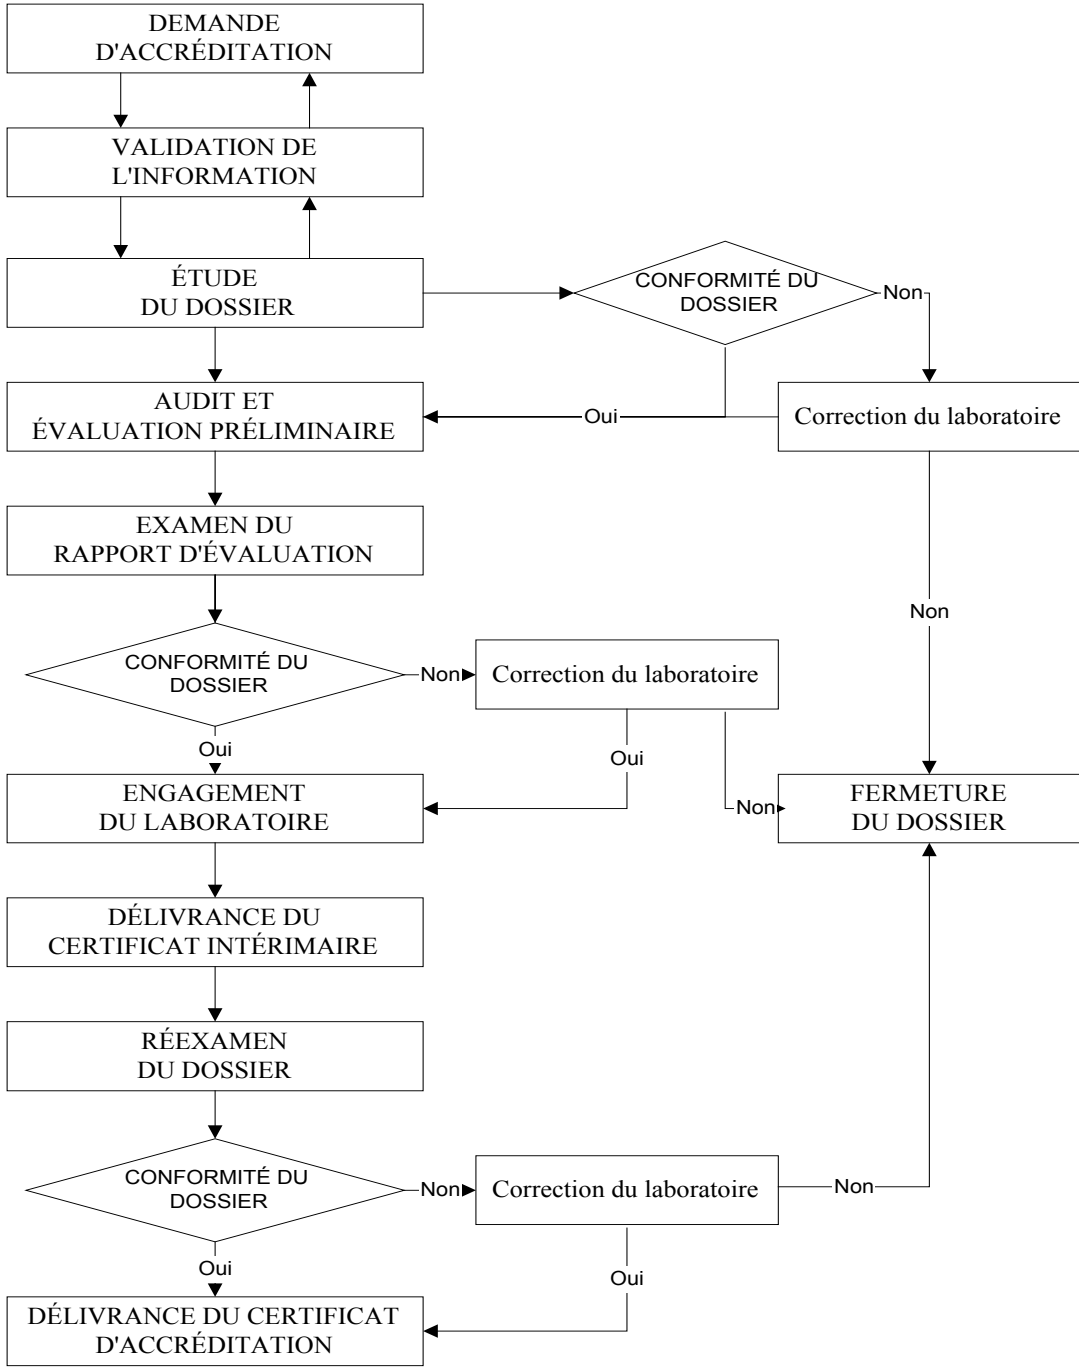 DEMANDE
D'ACCRÉDITATION
VALIDATION DE
L'INFORMATION
ÉTUDE
DU DOSSIER
CONFORMITÉ DU
DOSSIER
Non
AUDIT ET
ÉVALUATION PRÉLIMINAIRE
Oui
Correction du laboratoire
EXAMEN DU
RAPPORT D'ÉVALUATION
Non
CONFORMITÉ DU
DOSSIER
Non
Correction du laboratoire
Oui
Oui
ENGAGEMENT
DU LABORATOIRE
Non
FERMETURE
DU DOSSIER
DÉLIVRANCE DU
CERTIFICAT INTÉRIMAIRE
RÉEXAMEN
DU DOSSIER
CONFORMITÉ DU
DOSSIER
Non
Correction du laboratoire
Non
Oui
Oui
DÉLIVRANCE DU CERTIFICAT
D'ACCRÉDITATION